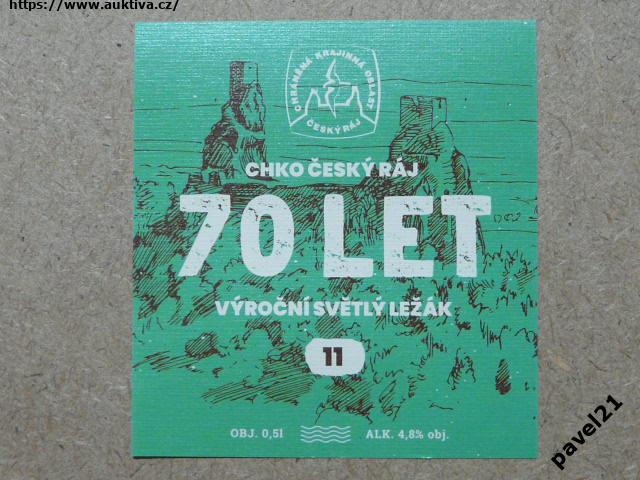 https://www.auktiva.cz/
CHRÁNĚNÁ KRAJINNÁ OBLAST
ČESKÝ RÁJ
CHKO ČESKÝ RÁJ
70 LET
VÝROČNÍ SVĚTLÝ LEŽÁK
11
OBJ. 0,5l ALK. 4,8% obj.
pavel21